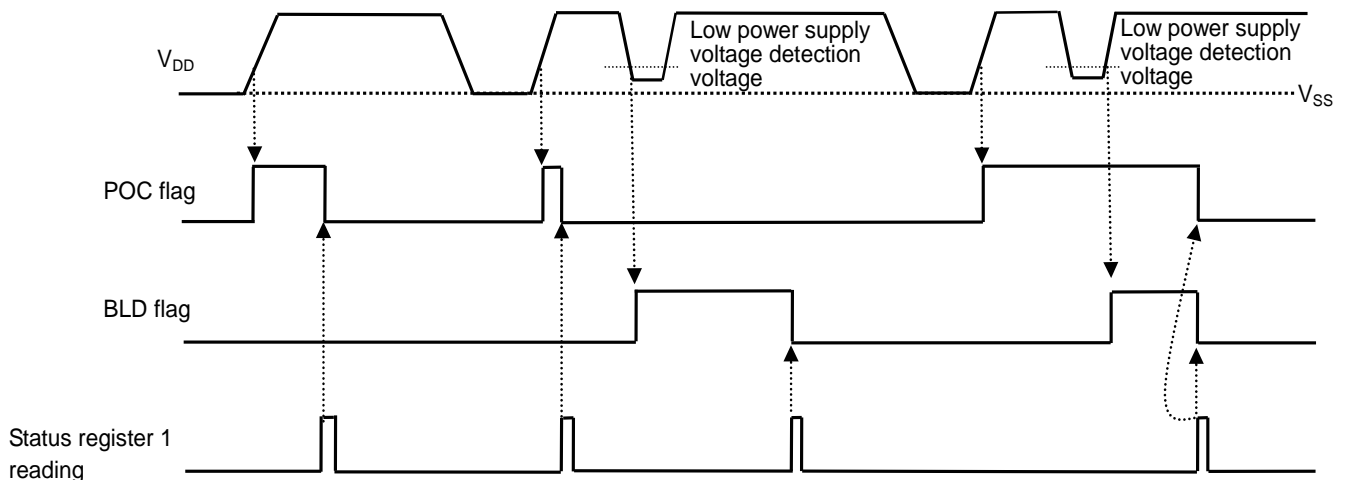 Low power supply
voltage detection
voltage
Low power supply
voltage detection
voltage
VDD
VSS
POC flag
BLD flag
Status register 1
reading